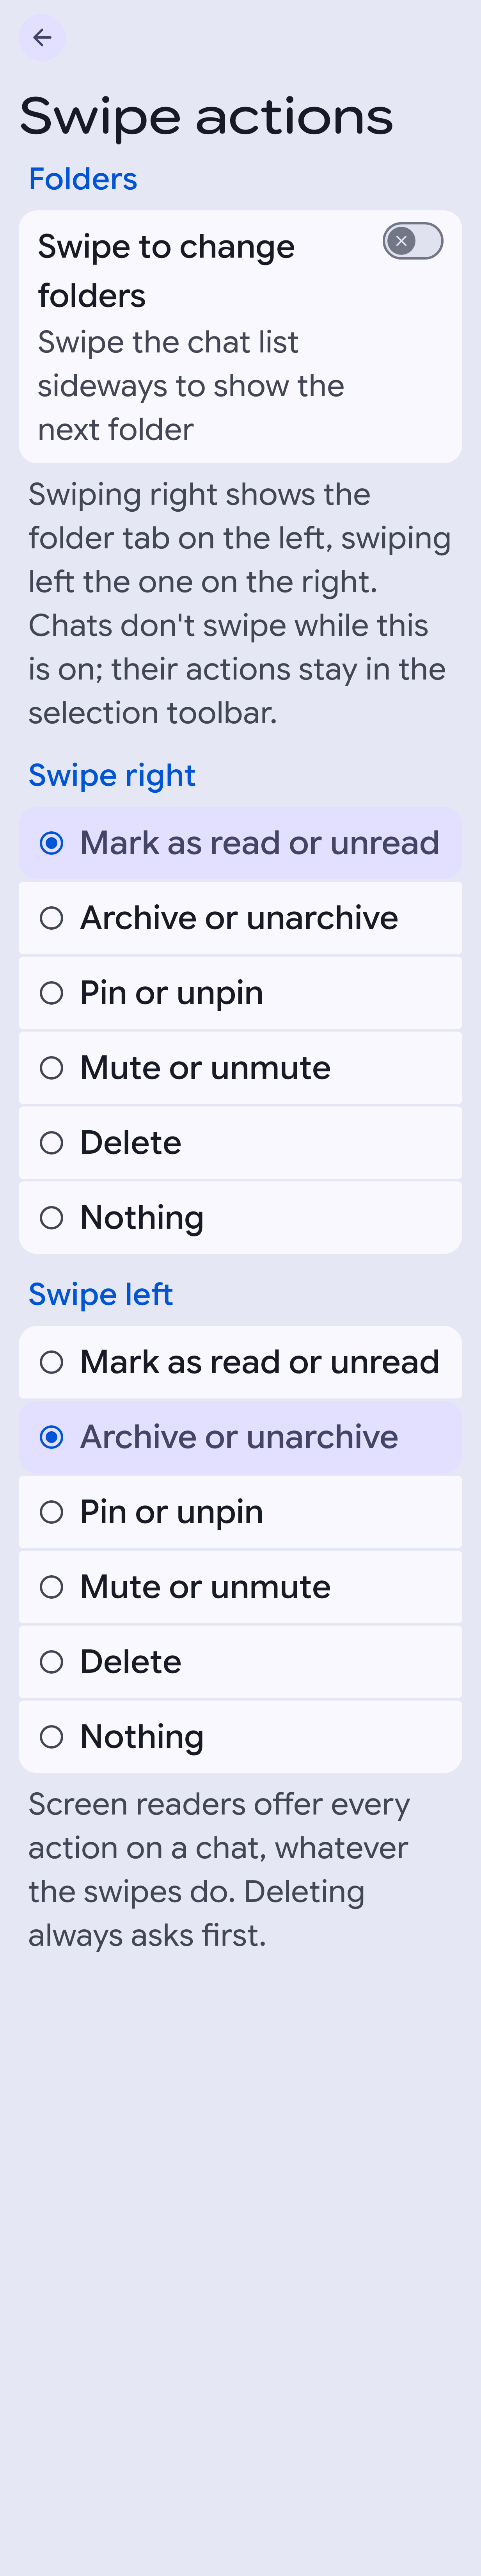 Swipe actions
Folders
Swipe to change
folders
Swipe the chat list
sideways to show the
next folder
Swiping right shows the
folder tab on the left, swiping
left the one on the right.
Chats don't swipe while this
is on; their actions stay in the
selection toolbar.
Swipe right
Mark as read or unread
Archive or unarchive
Pin or unpin
Mute or unmute
Delete
Nothing
Swipe left
Mark as read or unread
Archive or unarchive
Pin or unpin
Mute or unmute
Delete
Nothing
Screen readers offer every
action on a chat, whatever
the swipes do. Deleting
always asks first.